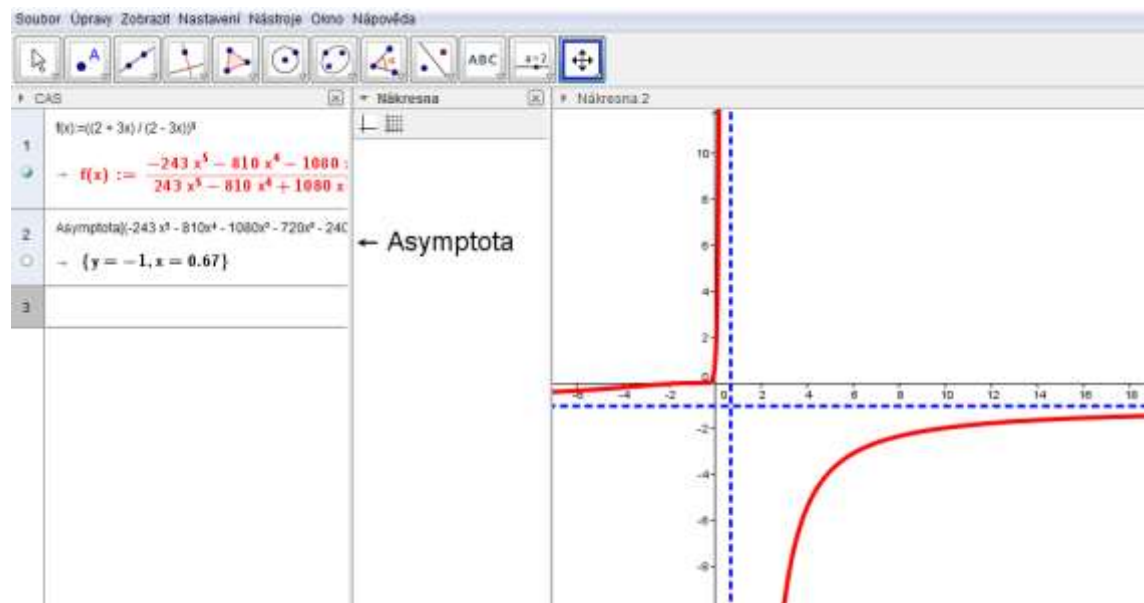 Soubor Úpravy Zobrazit Nastavení Nástroje Okno Nápověda
A ABC a=2
CAS
Nákresna
Nákresna 2
1
f(x):=((2 + 3x) / (2 - 3x))⁵
→ f(x) := (-243 x⁵ − 810 x⁴ − 1080
243 x⁵ − 810 x⁴ + 1080 x
2
Asymptota[(-243 x⁵ - 810x⁴ - 1080x³ - 720x² - 240
→ {y = −1, x = 0.67}
3
← Asymptota
10
8
6
4
2
0
-6 -4 -2 0 2 4 6 8 10 12 14 16 18
-2
-4
-6
-8